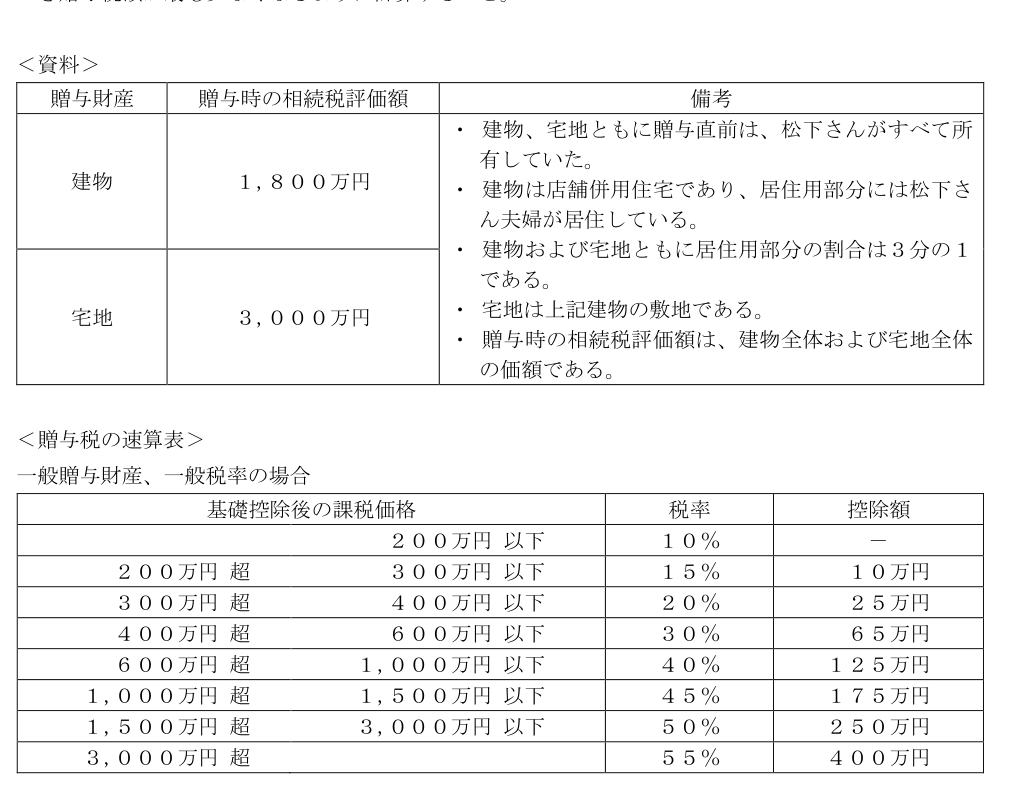 ＜資料＞
贈与財産 贈与時の相続税評価額 備考
建物 １，８００万円
・ 建物、宅地ともに贈与直前は、松下さんがすべて所
有していた。
・ 建物は店舗併用住宅であり、居住用部分には松下さ
ん夫婦が居住している。
・ 建物および宅地ともに居住用部分の割合は３分の１
である。
・ 宅地は上記建物の敷地である。
・ 贈与時の相続税評価額は、建物全体および宅地全体
の価額である。
宅地 ３，０００万円
＜贈与税の速算表＞
一般贈与財産、一般税率の場合
基礎控除後の課税価格 税率 控除額
２００万円 以下 １０％ －
２００万円 超 ３００万円 以下 １５％ １０万円
３００万円 超 ４００万円 以下 ２０％ ２５万円
４００万円 超 ６００万円 以下 ３０％ ６５万円
６００万円 超 １，０００万円 以下 ４０％ １２５万円
１，０００万円 超 １，５００万円 以下 ４５％ １７５万円
１，５００万円 超 ３，０００万円 以下 ５０％ ２５０万円
３，０００万円 超 ５５％ ４００万円